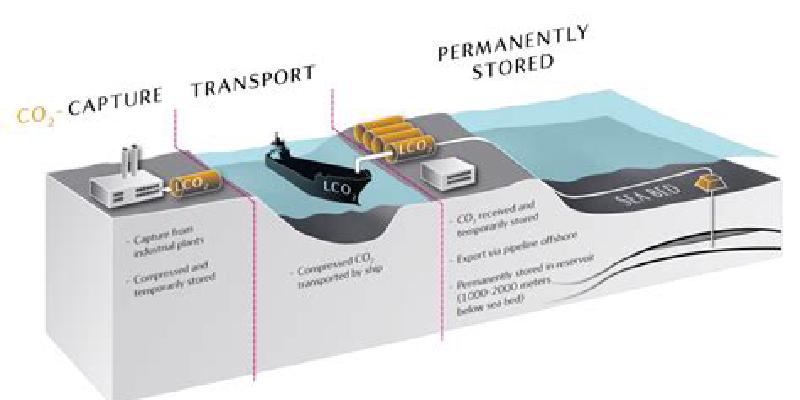 CO₂-CAPTURE
TRANSPORT
PERMANENTLY
STORED
LCO₂
LCO
LCO
SEA BED
- Capture from
industrial plants
- Compressed and
temporarily stored
- Compressed CO₂
transported by ship
- CO₂ received and
temporarily stored
- Export via pipeline offshore
- Permanently stored in reservoir
(1000-2000 meters
below sea bed)